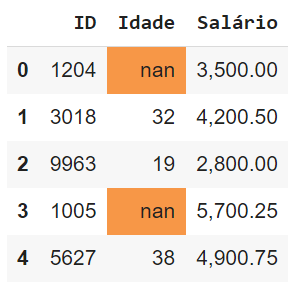 ID Idade Salário
0 1204 nan 3,500.00
1 3018 32 4,200.50
2 9963 19 2,800.00
3 1005 nan 5,700.25
4 5627 38 4,900.75